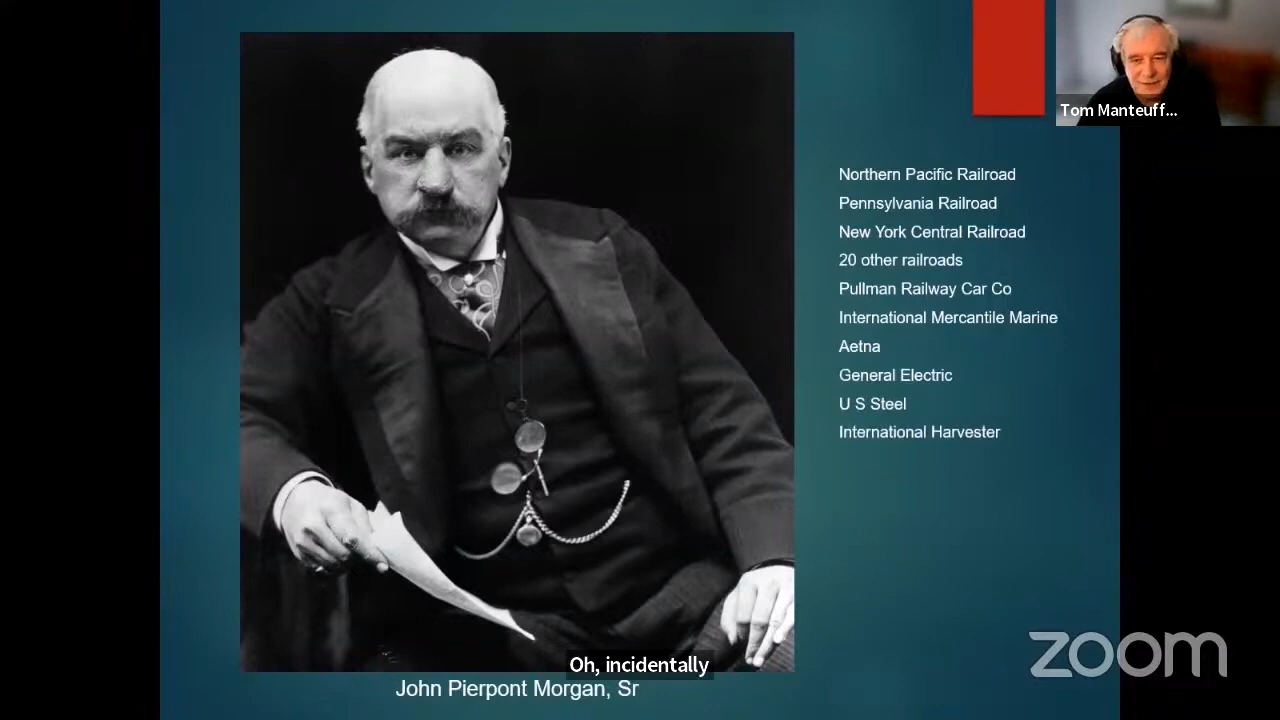 Tom Manteuff...
Northern Pacific Railroad
Pennsylvania Railroad
New York Central Railroad
20 other railroads
Pullman Railway Car Co
International Mercantile Marine
Aetna
General Electric
U S Steel
International Harvester
zoom
Oh, incidentally
John Pierpont Morgan, Sr